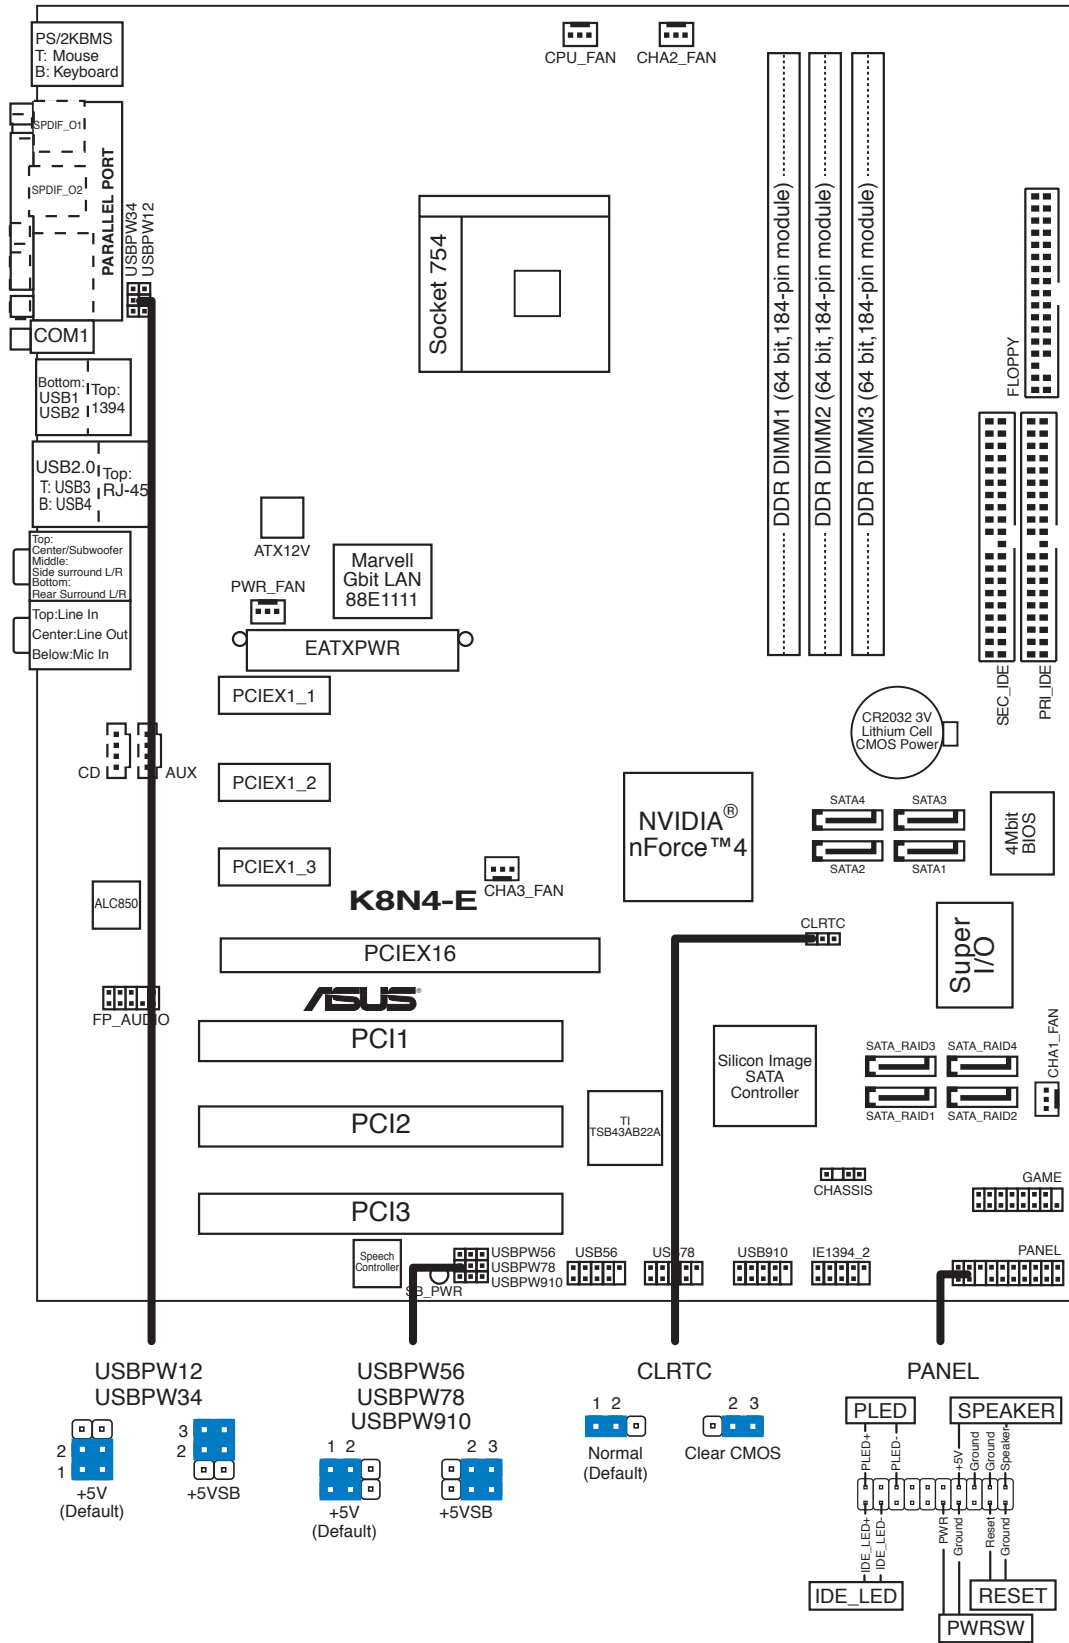 PS/2KBMS
T: Mouse
B: Keyboard
CPU_FAN
CHA2_FAN
SPDIF_O1
SPDIF_O2
PARALLEL PORT
USBPW34
USBPW12
COM1
Bottom:
USB1
USB2
Top:
1394
USB2.0
T: USB3
B: USB4
Top:
RJ-45
Top:
Center/Subwoofer
Middle:
Side surround L/R
Bottom:
Rear Surround L/R
Top:Line In
Center:Line Out
Below:Mic In
Socket 754
DDR DIMM1 (64 bit,184-pin module)
DDR DIMM2 (64 bit,184-pin module)
DDR DIMM3 (64 bit,184-pin module)
FLOPPY
SEC_IDE
PRI_IDE
ATX12V
PWR_FAN
Marvell
Gbit LAN
88E1111
EATXPWR
PCIEX1_1
PCIEX1_2
PCIEX1_3
CD
AUX
CR2032 3V
Lithium Cell
CMOS Power
NVIDIA®
nForce™4
SATA4
SATA3
SATA2
SATA1
4Mbit
BIOS
ALC850
CHA3_FAN
K8N4-E
CLRTC
Super
I/O
PCIEX16
ASUS®
FP_AUDIO
PCI1
PCI2
PCI3
Silicon Image
SATA
Controller
SATA_RAID3
SATA_RAID4
SATA_RAID1
SATA_RAID2
CHA1_FAN
TI
TSB43AB22A
CHASSIS
GAME
Speech
Controller
SB_PWR
USBPW56
USBPW78
USBPW910
USB56
USB78
USB910
IE1394_2
PANEL
USBPW12
USBPW34
2
1
+5V
(Default)
3
2
+5VSB
USBPW56
USBPW78
USBPW910
1 2
+5V
(Default)
2 3
+5VSB
CLRTC
1 2
Normal
(Default)
2 3
Clear CMOS
PANEL
PLED
SPEAKER
PLED+
PLED-
+5V
Ground
Ground
Speaker
IDE_LED+
IDE_LED-
PWR
Ground
Reset
Ground
IDE_LED
RESET
PWRSW